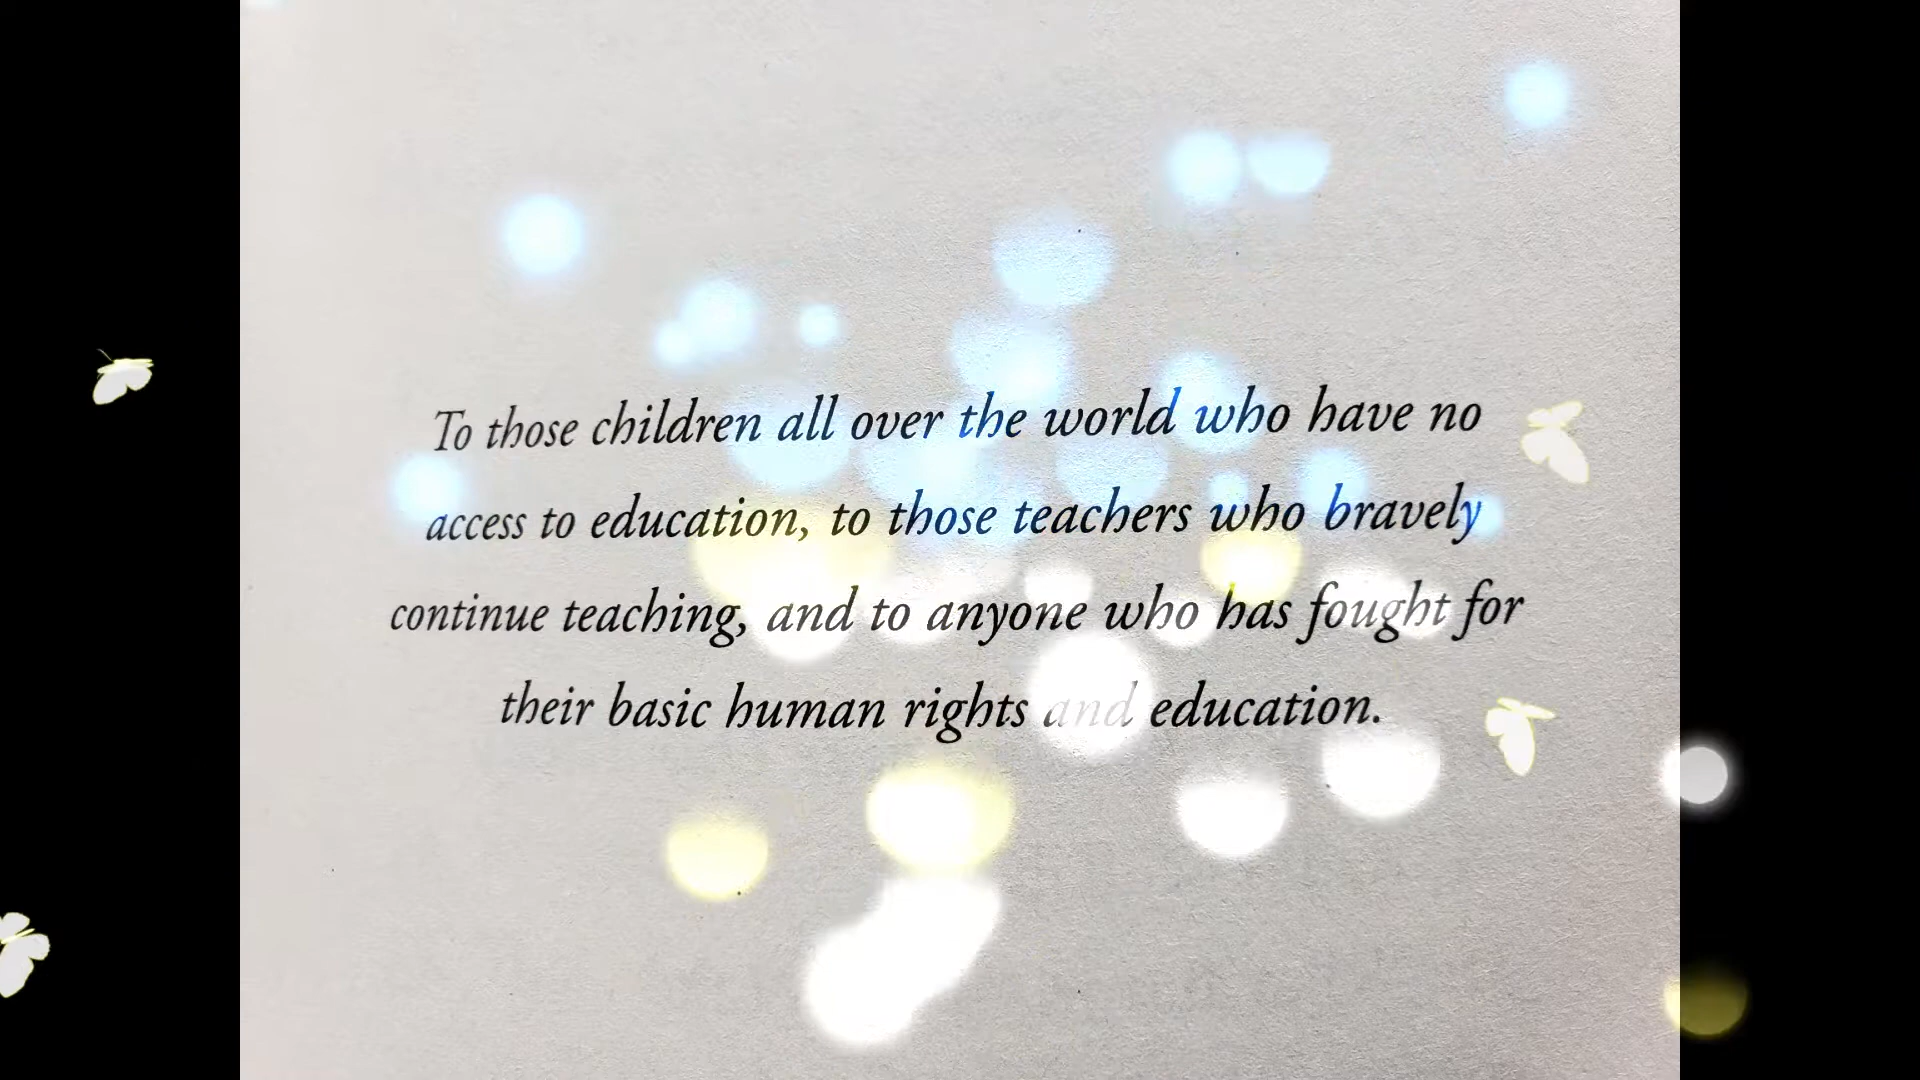 To those children all over the world who have no
access to education, to those teachers who bravely
continue teaching, and to anyone who has fought for
their basic human rights and education.